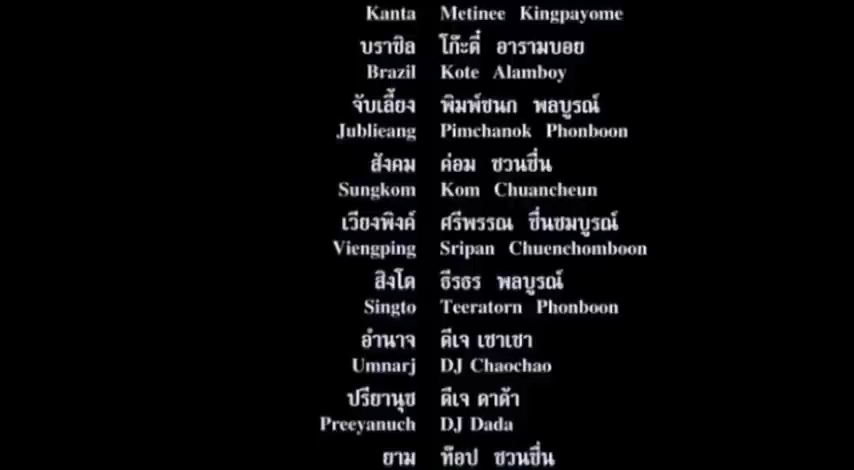 Kanta Metinee Kingpayome
บราซิล โก๊ะตี๋ อารามบอย
Brazil Kote Alamboy
จับเลี้ยง พิมพ์ชนก พลบูรณ์
Jublieang Pimchanok Phonboon
สังคม ค่อม ชวนชื่น
Sungkom Kom Chuancheun
เวียงพิงค์ ศรีพรรณ ชื่นชมบูรณ์
Viengping Sripan Chuenchomboon
สิงโต ธีรธร พลบูรณ์
Singto Teeratorn Phonboon
อำนาจ ดีเจ เชาเชา
Umnarj DJ Chaochao
ปรียานุช ดีเจ ดาด้า
Preeyanuch DJ Dada
ยาม ท๊อป ชวนชื่น